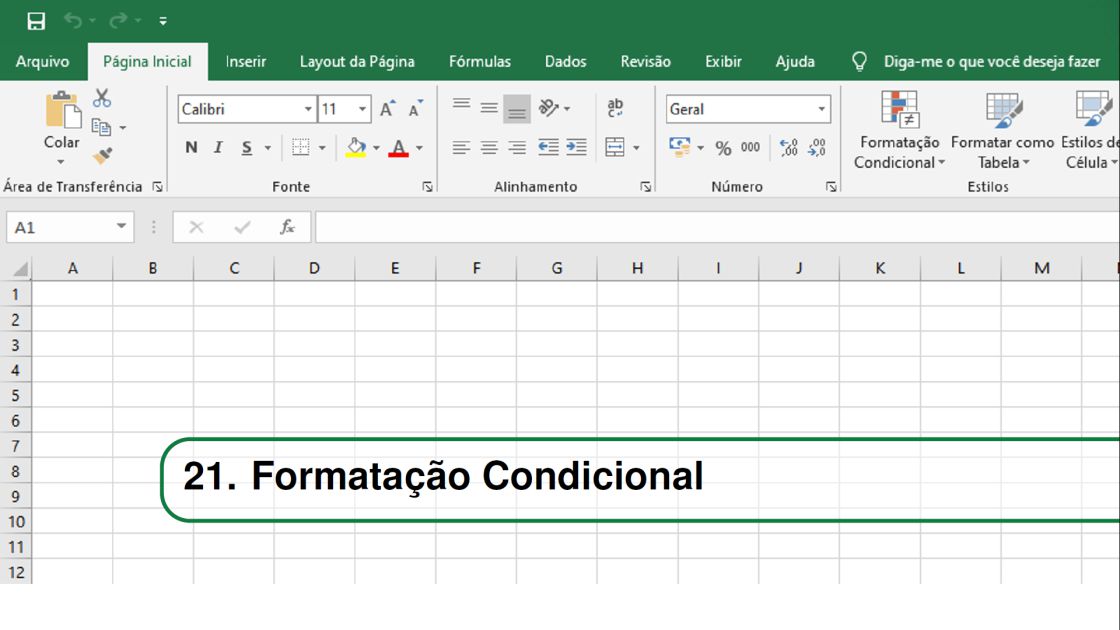 Arquivo Página Inicial Inserir Layout da Página Fórmulas Dados Revisão Exibir Ajuda Diga-me o que você deseja fazer
Colar
Calibri 11 A A
N I S A
ab
c
Geral
% 000
,00
,0
,0
,00
Formatação
Condicional
Formatar como
Tabela
Estilos de
Célula
Área de Transferência Fonte Alinhamento Número Estilos
A1 fx
A B C D E F G H I J K L M
1
2
3
4
5
6
7
8
9
10
11
12
21. Formatação Condicional